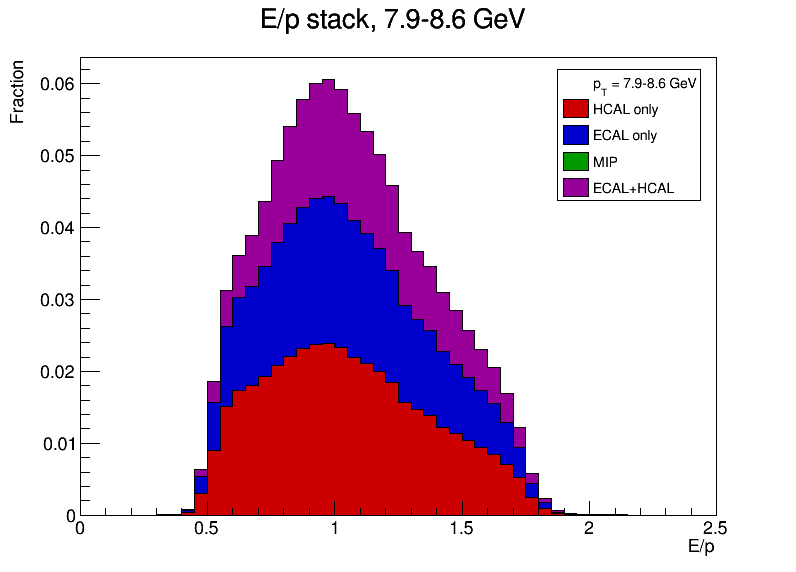 E/p stack, 7.9-8.6 GeV
Fraction
0.06
0.05
0.04
0.03
0.02
0.01
0
p_T = 7.9-8.6 GeV
HCAL only
ECAL only
MIP
ECAL+HCAL
0 0.5 1 1.5 2 2.5
E/p